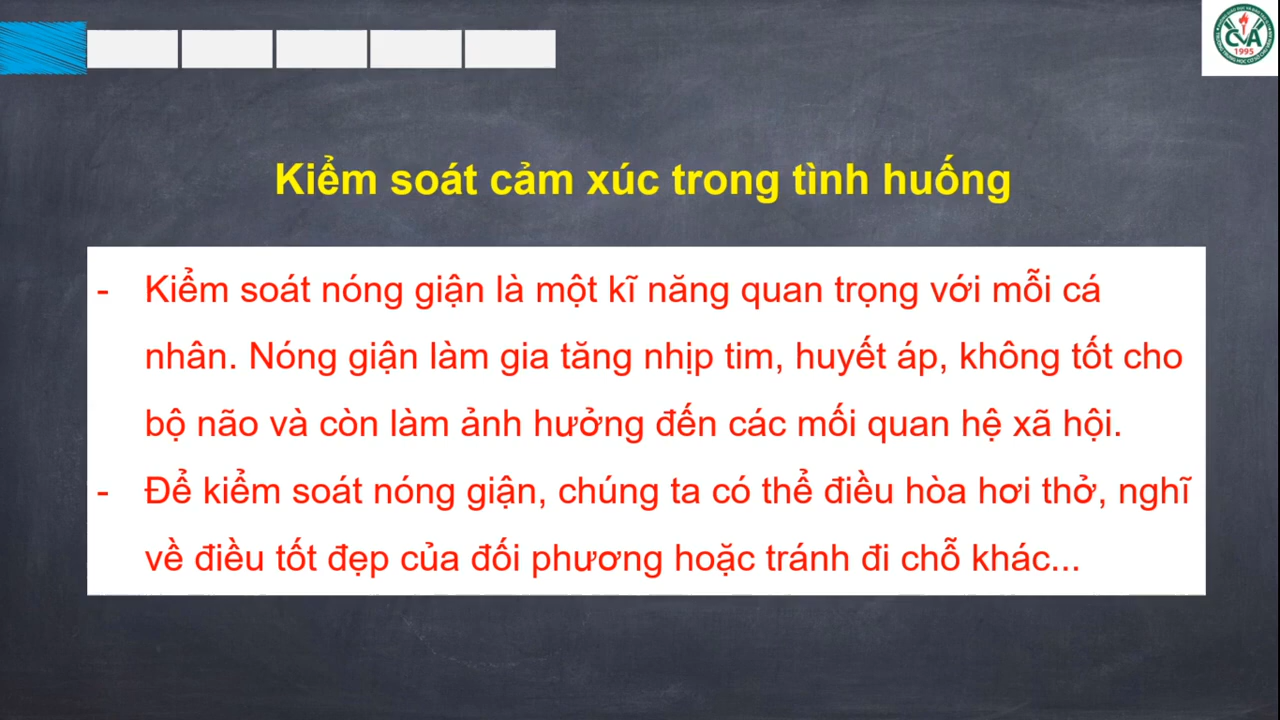 CVA
1995
Kiểm soát cảm xúc trong tình huống
- Kiểm soát nóng giận là một kĩ năng quan trọng với mỗi cá
nhân. Nóng giận làm gia tăng nhịp tim, huyết áp, không tốt cho
bộ não và còn làm ảnh hưởng đến các mối quan hệ xã hội.
- Để kiểm soát nóng giận, chúng ta có thể điều hòa hơi thở, nghĩ
về điều tốt đẹp của đối phương hoặc tránh đi chỗ khác...